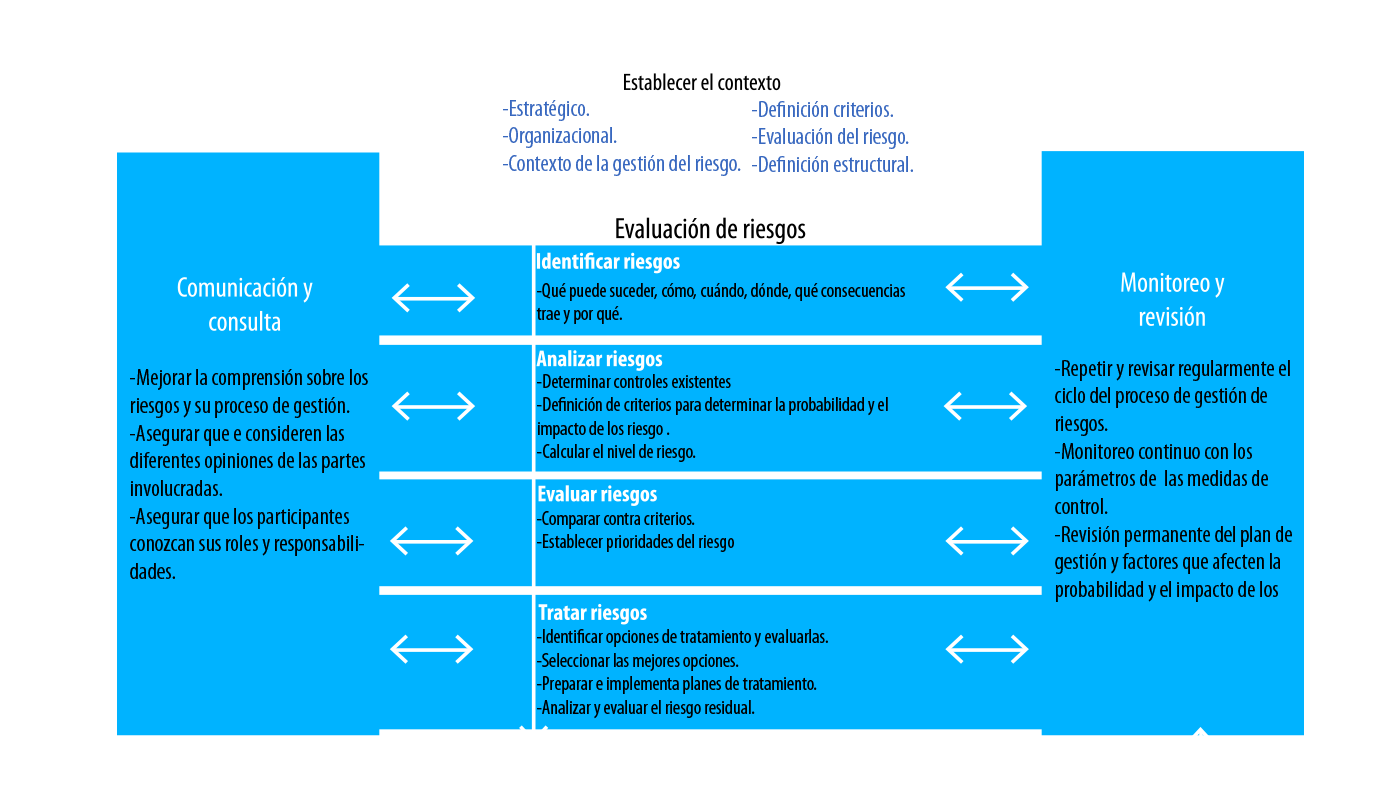 Establecer el contexto
-Estratégico.
-Organizacional.
-Contexto de la gestión del riesgo.
-Definición criterios.
-Evaluación del riesgo.
-Definición estructural.
Evaluación de riesgos
Comunicación y
consulta
-Mejorar la comprensión sobre los
riesgos y su proceso de gestión.
-Asegurar que e consideren las
diferentes opiniones de las partes
involucradas.
-Asegurar que los participantes
conozcan sus roles y responsabili-
dades.
Identificar riesgos
-Qué puede suceder, cómo, cuándo, dónde, qué consecuencias
trae y por qué.
Analizar riesgos
-Determinar controles existentes
-Definición de criterios para determinar la probabilidad y el
impacto de los riesgo .
-Calcular el nivel de riesgo.
Evaluar riesgos
-Comparar contra criterios.
-Establecer prioridades del riesgo
Tratar riesgos
-Identificar opciones de tratamiento y evaluarlas.
-Seleccionar las mejores opciones.
-Preparar e implementa planes de tratamiento.
-Analizar y evaluar el riesgo residual.
Monitoreo y
revisión
-Repetir y revisar regularmente el
ciclo del proceso de gestión de
riesgos.
-Monitoreo continuo con los
parámetros de  las medidas de
control.
-Revisión permanente del plan de
gestión y factores que afecten la
probabilidad y el impacto de los